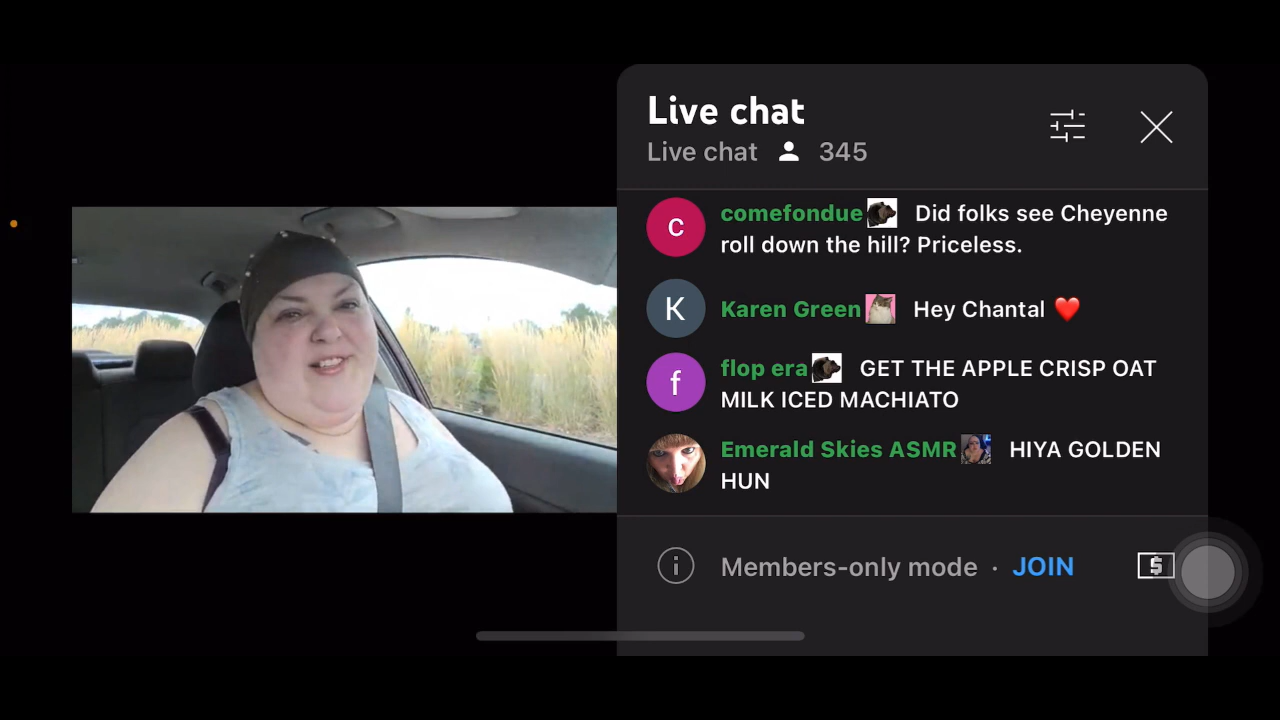 Live chat
Live chat 345
C comefondue Did folks see Cheyenne
roll down the hill? Priceless.
K Karen Green Hey Chantal ❤️
f flop era GET THE APPLE CRISP OAT
MILK ICED MACHIATO
Emerald Skies ASMR HIYA GOLDEN
HUN
Members-only mode · JOIN